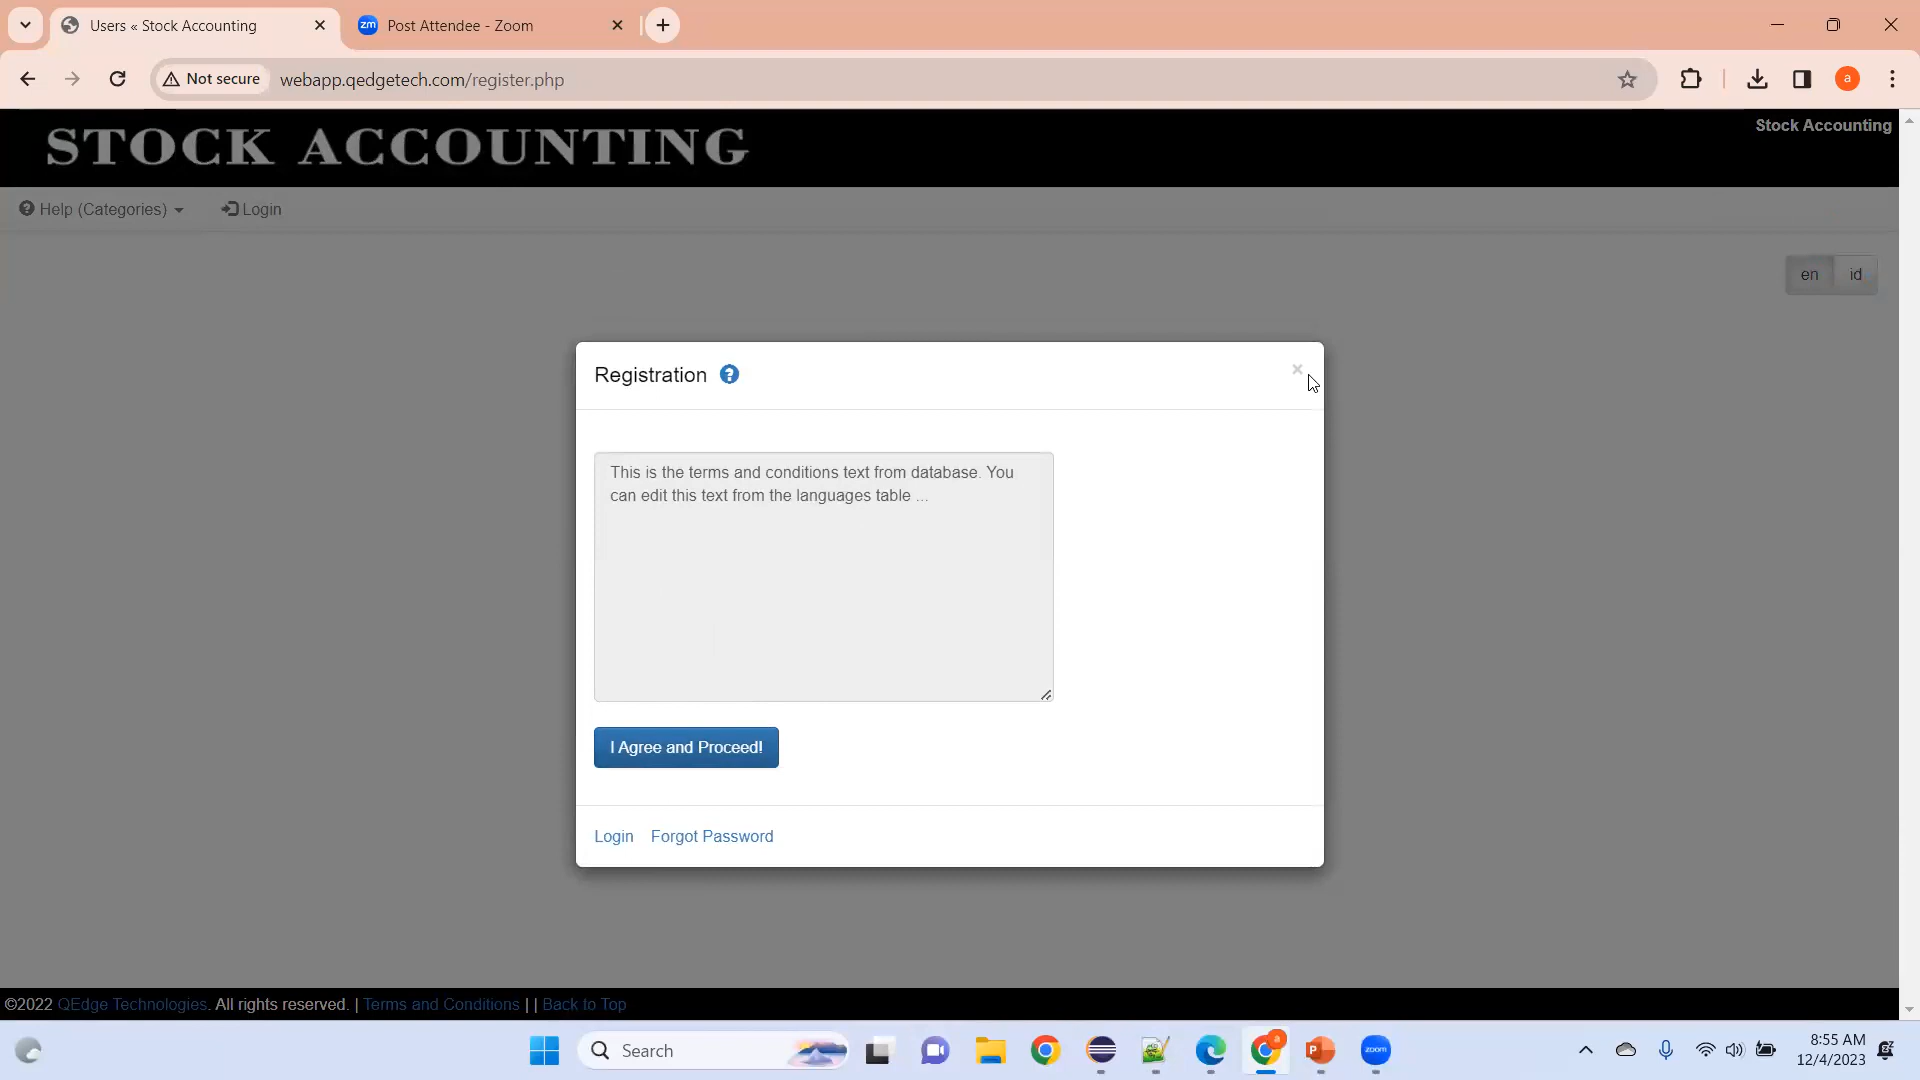 Users « Stock Accounting
zm Post Attendee - Zoom
Not secure webapp.qedgetech.com/register.php
a
STOCK ACCOUNTING
Stock Accounting
Help (Categories)
Login
en id
Registration
×
This is the terms and conditions text from database. You
can edit this text from the languages table ...
I Agree and Proceed!
Login Forgot Password
©2022 QEdge Technologies. All rights reserved. | Terms and Conditions | | Back to Top
Search
zoom
8:55 AM
12/4/2023